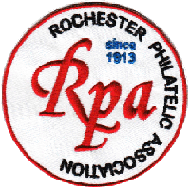 ROCHESTER PHILATELIC ASSOCIATION
since
1913
Rpa